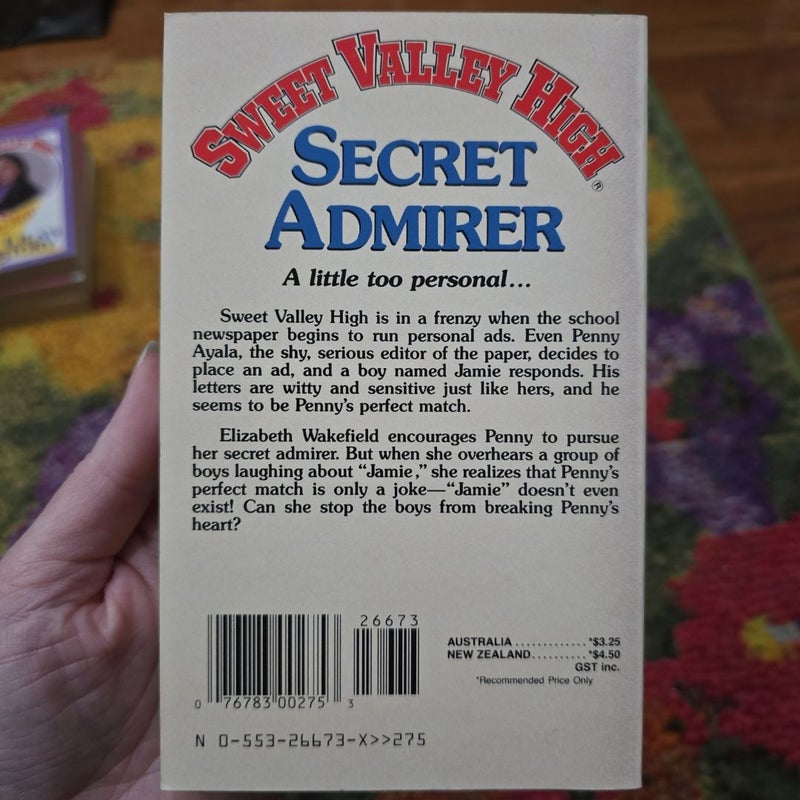 SWEET VALLEY HIGH®
SECRET
ADMIRER
A little too personal...
Sweet Valley High is in a frenzy when the school
newspaper begins to run personal ads. Even Penny
Ayala, the shy, serious editor of the paper, decides to
place an ad, and a boy named Jamie responds. His
letters are witty and sensitive just like hers, and he
seems to be Penny's perfect match.
Elizabeth Wakefield encourages Penny to pursue
her secret admirer. But when she overhears a group of
boys laughing about "Jamie," she realizes that Penny's
perfect match is only a joke—"Jamie" doesn't even
exist! Can she stop the boys from breaking Penny's
heart?
26673
0 76783 00275 3
AUSTRALIA ............ *$3.25
NEW ZEALAND.......... *$4.50
GST inc.
*Recommended Price Only
N 0-553-26673-X>>275